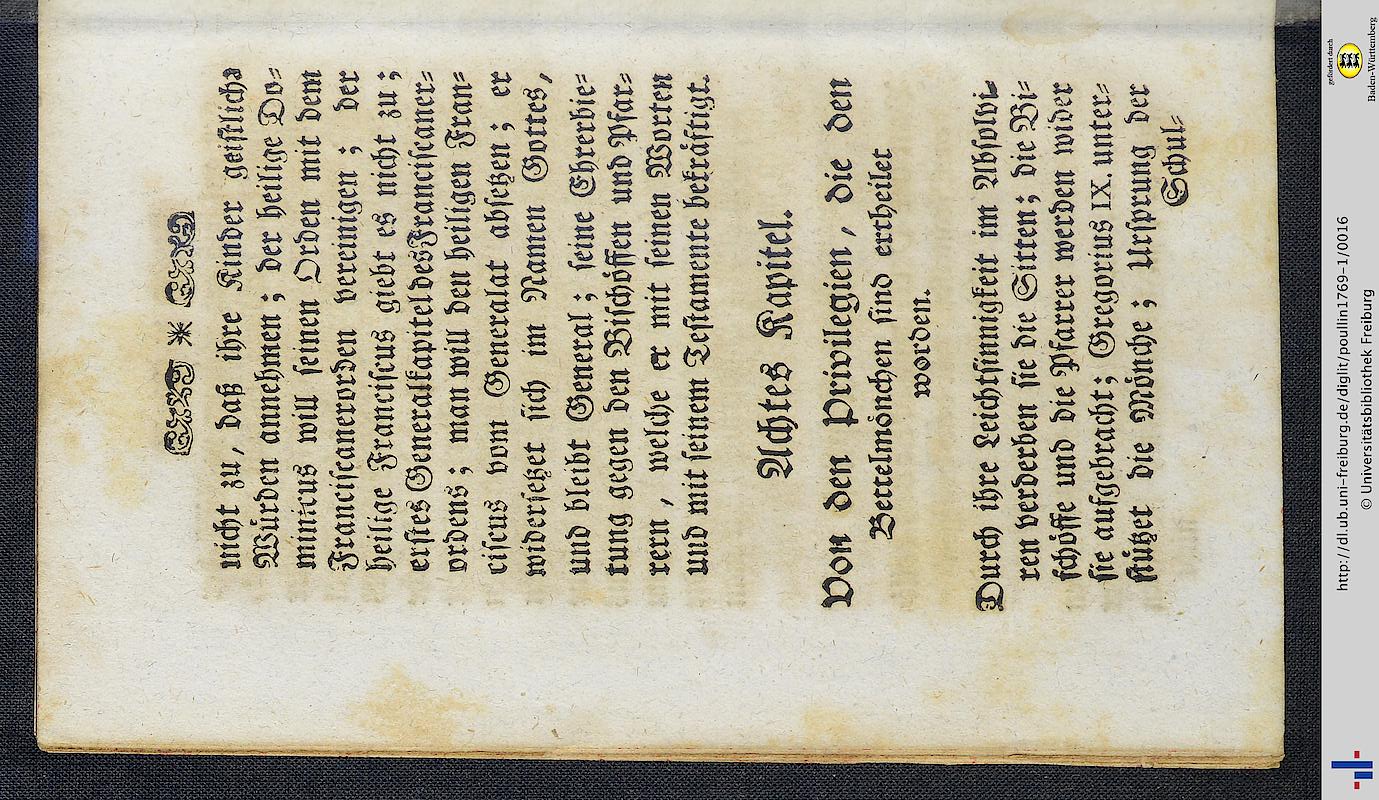 nicht zu, daß ihre Kinder geistliche
Würden annehmen; der heilige Do-
minicus will seinen Orden mit dem
Franciscanerorden vereinigen; der
heilige Franciscus giebt es nicht zu;
erstes Generalkapitel des Franciscaner-
ordens; man will den heiligen Fran-
ciscus vom Generalat absetzen; er
widersetzet sich im Namen Gottes,
und bleibt General; seine Ehrerbie-
tung gegen den Bischöffen und Pfar-
rern, welche er mit seinen Worten
und mit seinem Testamente bekräftigt.
Achtes Kapitel.
Von den Privilegien, die den
Bettelmönchen sind ertheilet
worden.
Durch ihre Leichtsinnigkeit im Absolvi-
ren verderben sie die Sitten; die Bi-
schöffe und die Pfarrer werden wider
sie aufgebracht; Gregorius IX. unter-
stützet die Mönche; Ursprung der
Schul-
http://dl.ub.uni-freiburg.de/diglit/poullin1769-1/0016
© Universitätsbibliothek Freiburg
gefördert durch
Baden-Württemberg